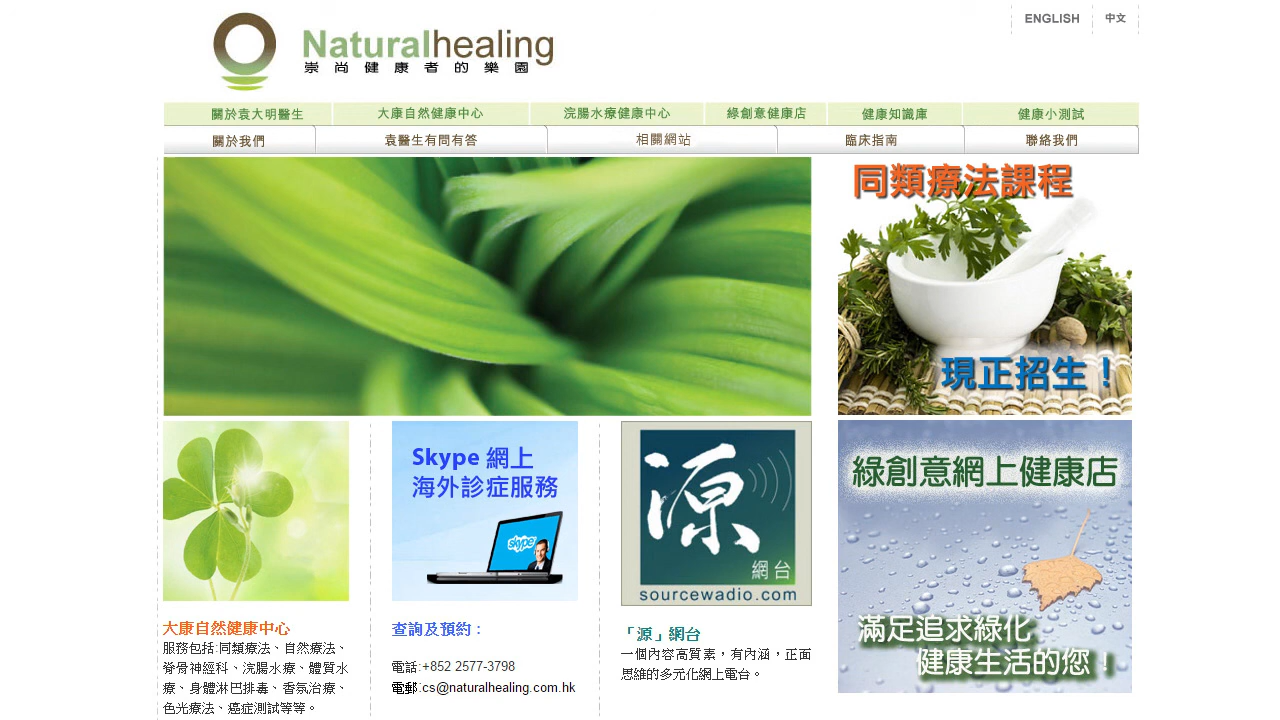 ENGLISH 中文
Naturalhealing
崇尚健康者的樂園
關於袁大明醫生 大康自然健康中心 浣腸水療健康中心 綠創意健康店 健康知識庫 健康小測試
關於我們 袁醫生有問有答 相關網站 臨床指南 聯絡我們
同類療法課程
現正招生！
Skype 網上
海外診症服務
skype
源
網台
sourcewadio.com
綠創意網上健康店
滿足追求綠化
健康生活的您！
大康自然健康中心
服務包括:同類療法、自然療法、
脊骨神經科、浣腸水療、體質水
療、身體淋巴排毒、香氛治療、
色光療法、癌症測試等等。
查詢及預約：
電話:+852 2577-3798
電郵:cs@naturalhealing.com.hk
「源」網台
一個內容高質素，有內涵，正面
思維的多元化網上電台。